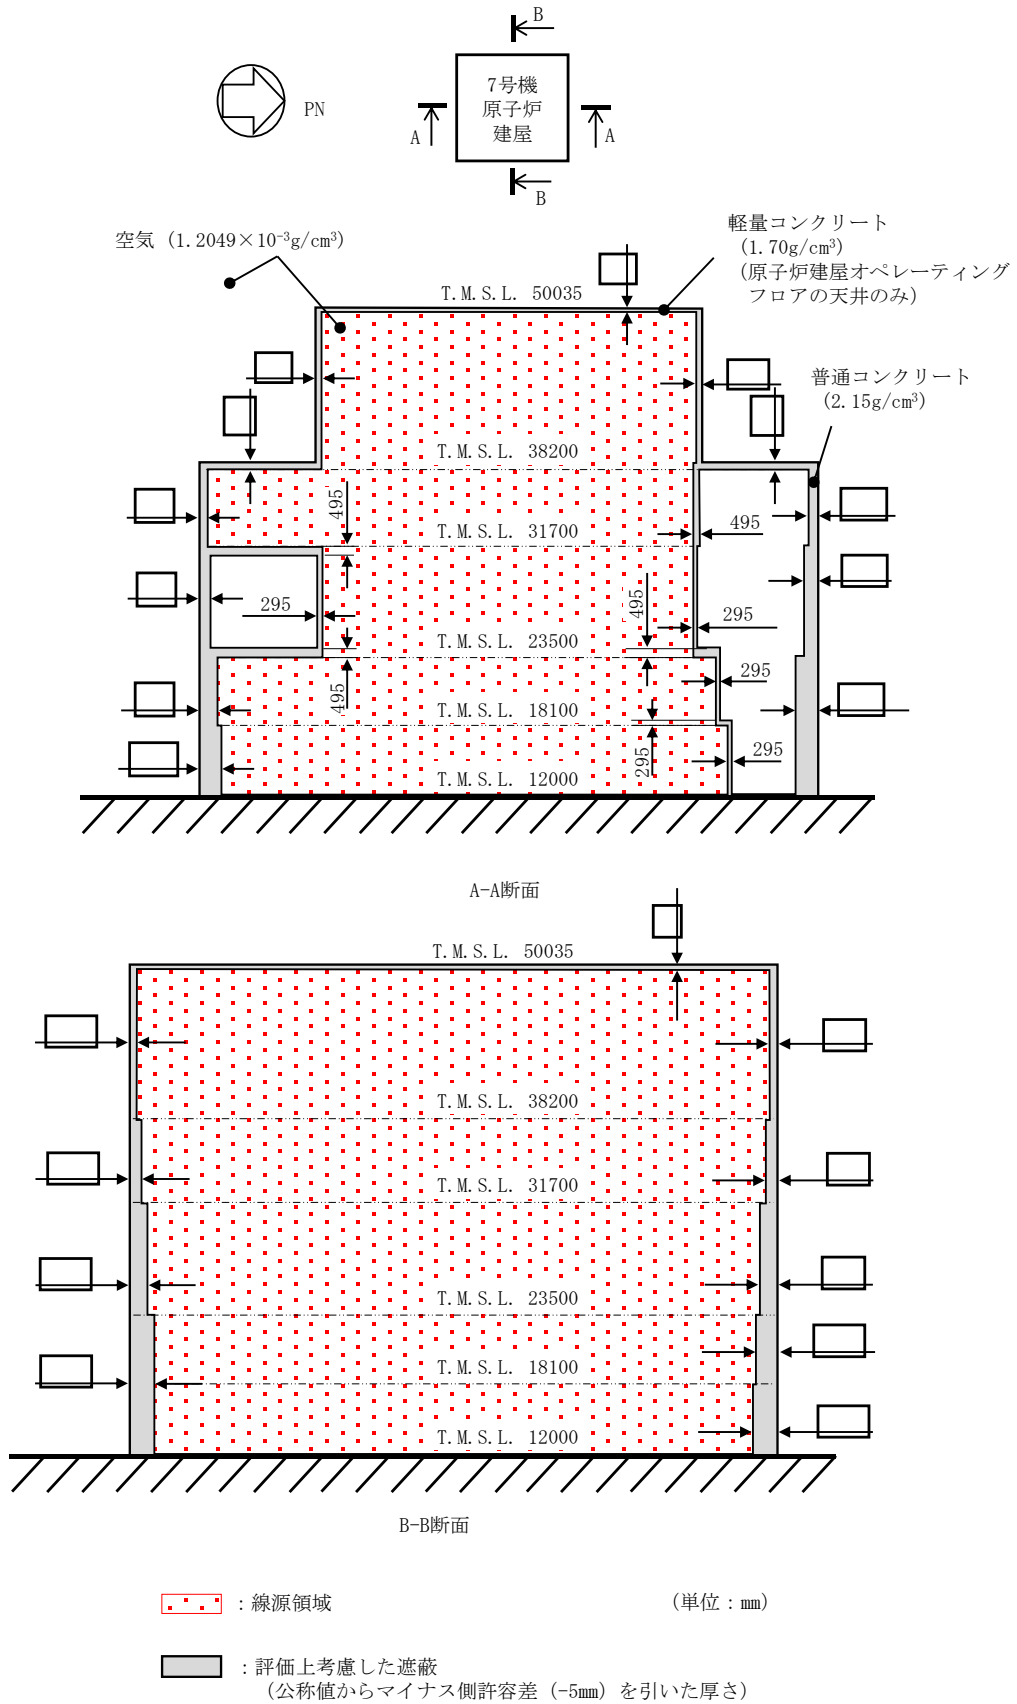 B
7号機
原子炉
建屋
PN
A
A
B
空気（1.2049×10⁻³g/cm³）
軽量コンクリート
（1.70g/cm³）
（原子炉建屋オペレーティング
フロアの天井のみ）
T.M.S.L. 50035
普通コンクリート
（2.15g/cm³）
T.M.S.L. 38200
495
T.M.S.L. 31700
495
295
495
295
T.M.S.L. 23500
295
495
T.M.S.L. 18100
295
295
T.M.S.L. 12000
A-A断面
T.M.S.L. 50035
T.M.S.L. 38200
T.M.S.L. 31700
T.M.S.L. 23500
T.M.S.L. 18100
T.M.S.L. 12000
B-B断面
：線源領域
（単位：mm）
：評価上考慮した遮蔽
（公称値からマイナス側許容差（-5mm）を引いた厚さ）